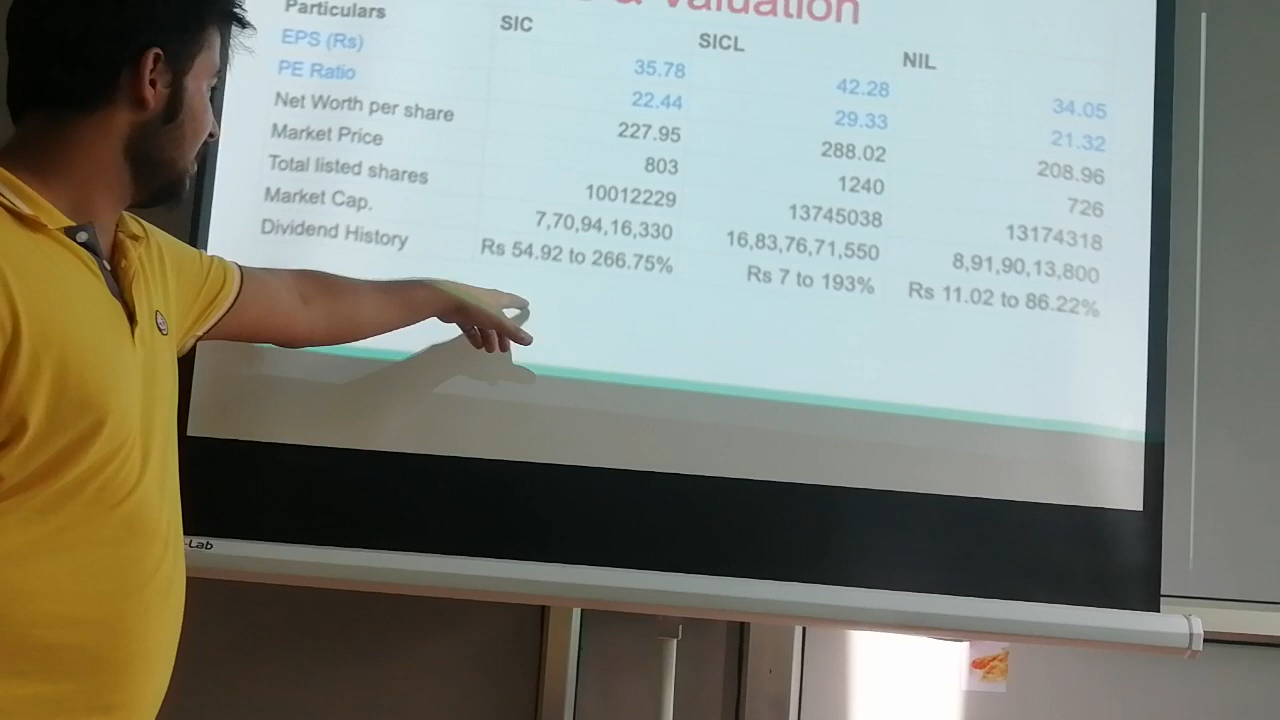 & Valuation
Particulars SIC SICL NIL
EPS (Rs) 35.78 42.28 34.05
PE Ratio 22.44 29.33 21.32
Net Worth per share 227.95 288.02 208.96
Market Price 803 1240 726
Total listed shares 10012229 13745038 13174318
Market Cap. 7,70,94,16,330 16,83,76,71,550 8,91,90,13,800
Dividend History Rs 54.92 to 266.75% Rs 7 to 193% Rs 11.02 to 86.22%
-Lab